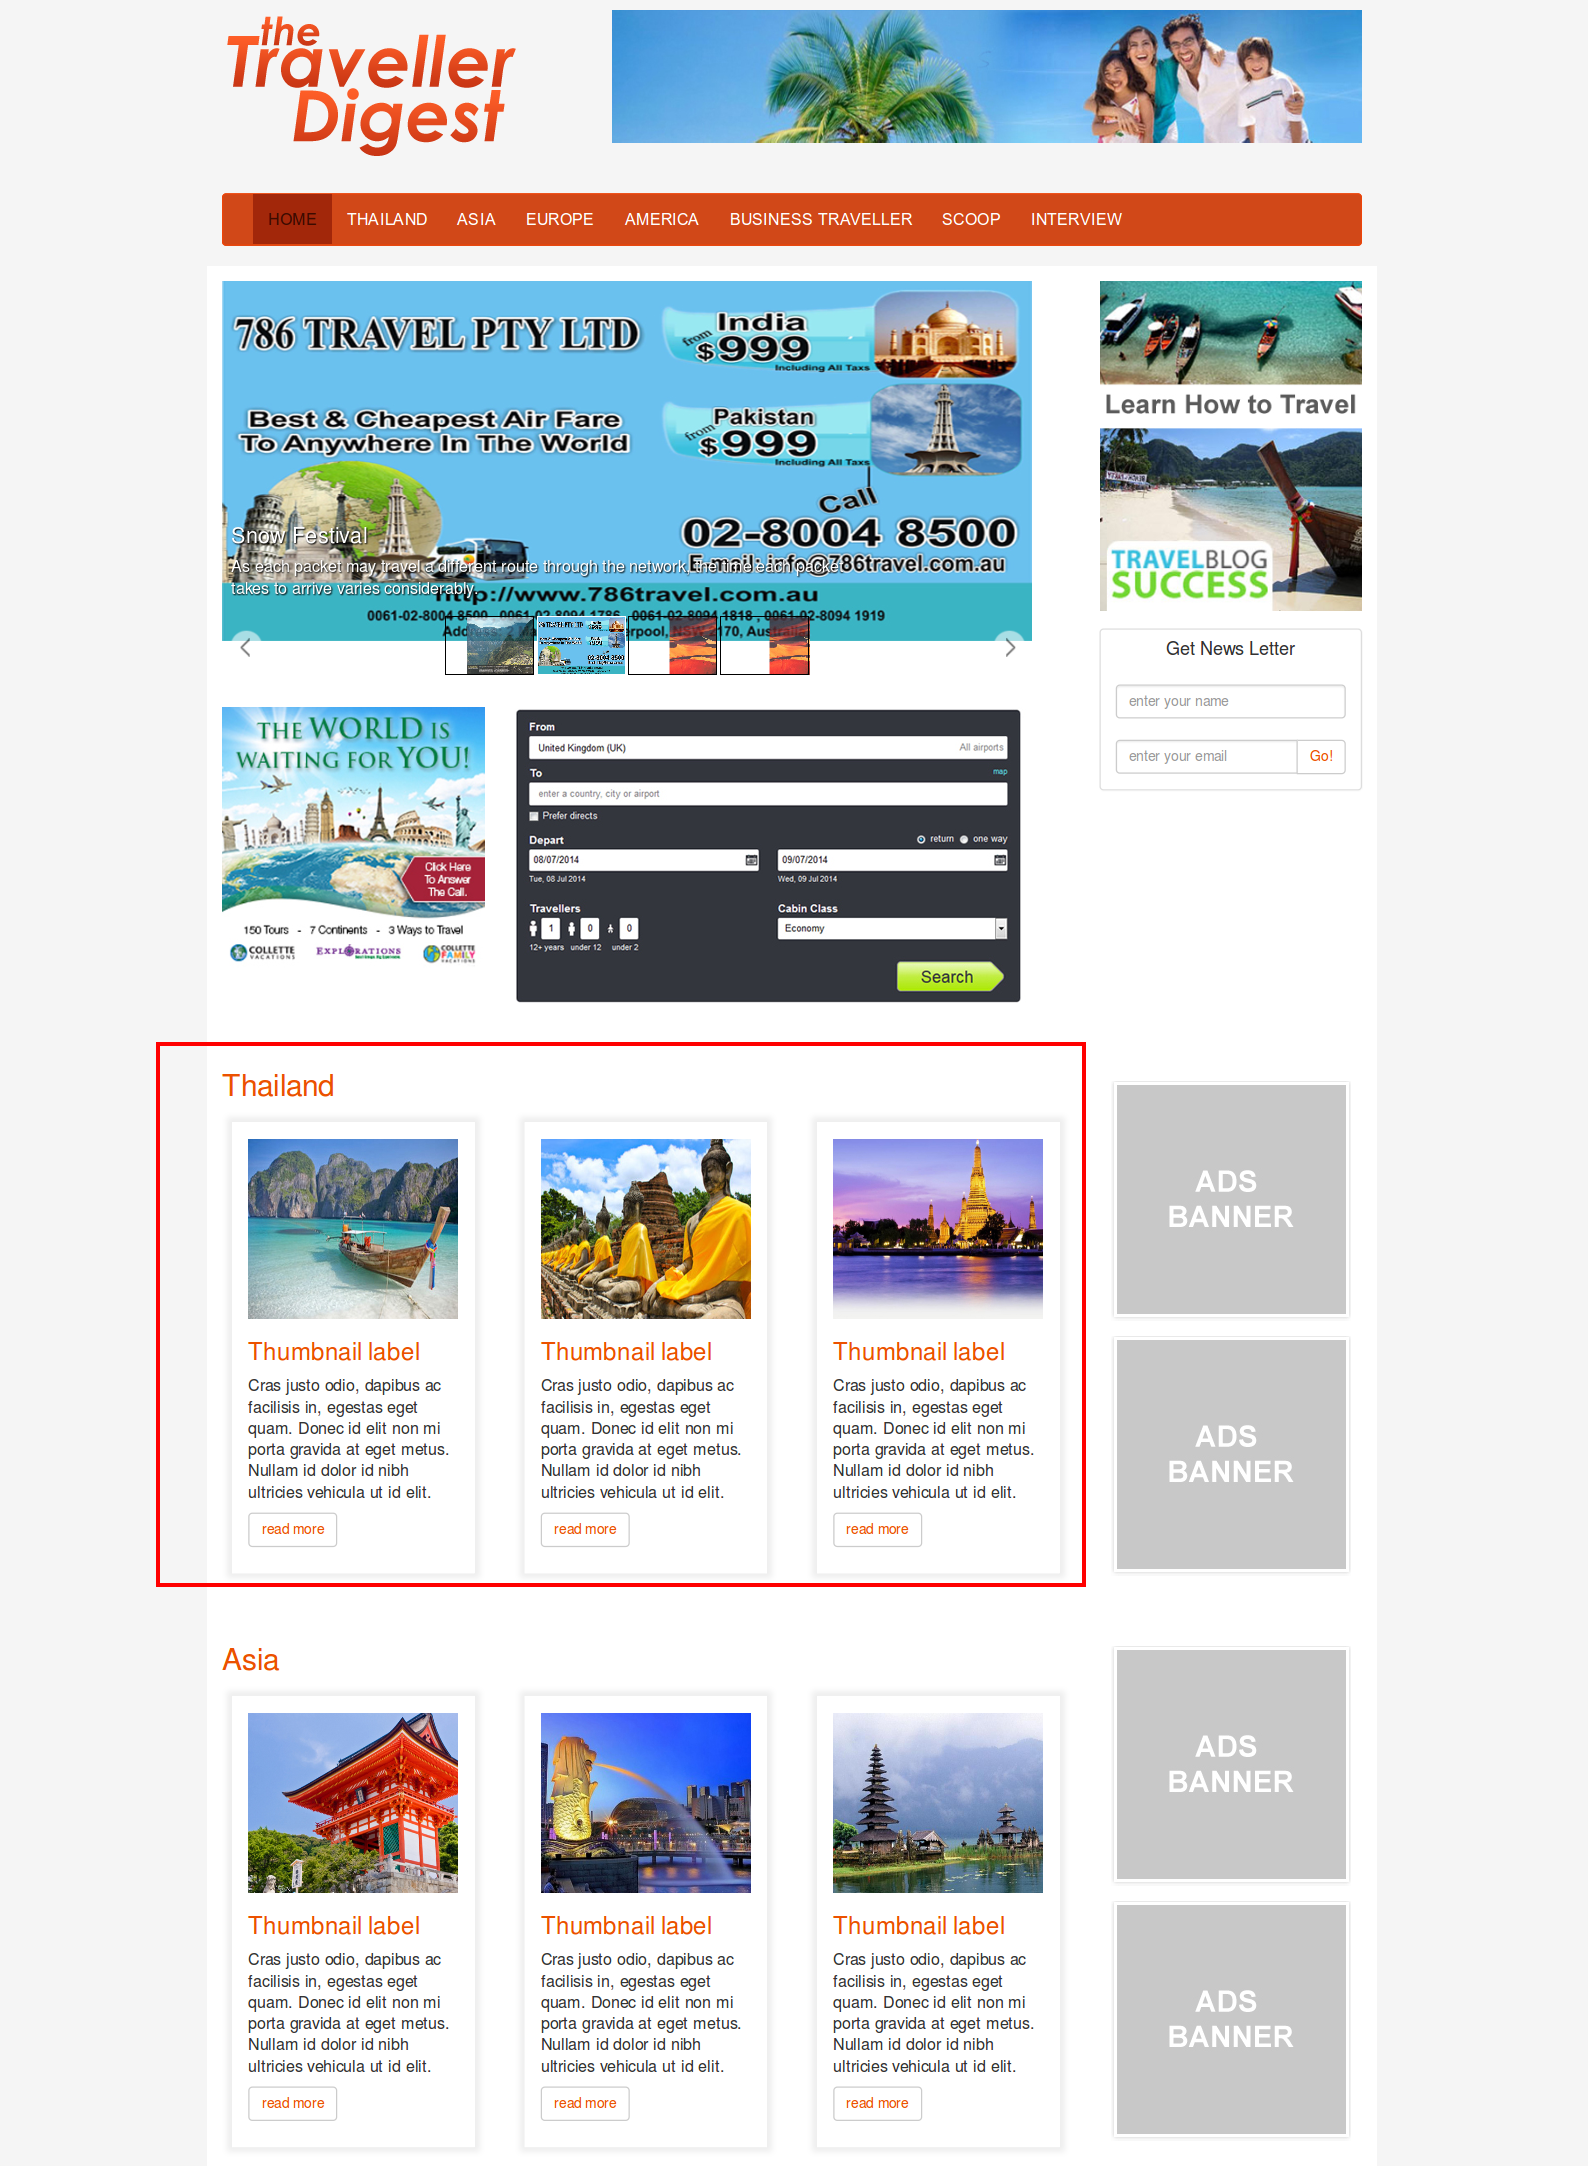 the
Traveller
Digest
HOME THAILAND ASIA EUROPE AMERICA BUSINESS TRAVELLER SCOOP INTERVIEW
786 TRAVEL PTY LTD
from India
$999
Including All Taxs
Best & Cheapest Air Fare
To Anywhere In The World
from Pakistan
$999
Including All Taxs
Call
02-8004 8500
E-mail: info@786travel.com.au
Snow Festival
As each packet may travel a different route through the network, the time each packet
takes to arrive varies considerably.
http://www.786travel.com.au
0061-02-8004 8500 , 0061-02-8094 1786 , 0061-02-8094 1818 , 0061-02-8094 1919
Learn How to Travel
TRAVELBLOG
SUCCESS
Get News Letter
enter your name
enter your email Go!
THE WORLD IS
WAITING FOR YOU!
Click Here
To Answer
The Call.
150 Tours - 7 Continents - 3 Ways to Travel
COLLETTE
VACATIONS
EXPLORATIONS
COLLETTE
FAMILY
VACATIONS
From
United Kingdom (UK) All airports
To map
enter a country, city or airport
Prefer directs
Depart return one way
08/07/2014 09/07/2014
Tue, 08 Jul 2014 Wed, 09 Jul 2014
Travellers Cabin Class
1 0 0 Economy
12+ years under 12 under 2
Search
Thailand
Thumbnail label
Cras justo odio, dapibus ac
facilisis in, egestas eget
quam. Donec id elit non mi
porta gravida at eget metus.
Nullam id dolor id nibh
ultricies vehicula ut id elit.
read more
Thumbnail label
Cras justo odio, dapibus ac
facilisis in, egestas eget
quam. Donec id elit non mi
porta gravida at eget metus.
Nullam id dolor id nibh
ultricies vehicula ut id elit.
read more
Thumbnail label
Cras justo odio, dapibus ac
facilisis in, egestas eget
quam. Donec id elit non mi
porta gravida at eget metus.
Nullam id dolor id nibh
ultricies vehicula ut id elit.
read more
ADS
BANNER
ADS
BANNER
Asia
Thumbnail label
Cras justo odio, dapibus ac
facilisis in, egestas eget
quam. Donec id elit non mi
porta gravida at eget metus.
Nullam id dolor id nibh
ultricies vehicula ut id elit.
read more
Thumbnail label
Cras justo odio, dapibus ac
facilisis in, egestas eget
quam. Donec id elit non mi
porta gravida at eget metus.
Nullam id dolor id nibh
ultricies vehicula ut id elit.
read more
Thumbnail label
Cras justo odio, dapibus ac
facilisis in, egestas eget
quam. Donec id elit non mi
porta gravida at eget metus.
Nullam id dolor id nibh
ultricies vehicula ut id elit.
read more
ADS
BANNER
ADS
BANNER